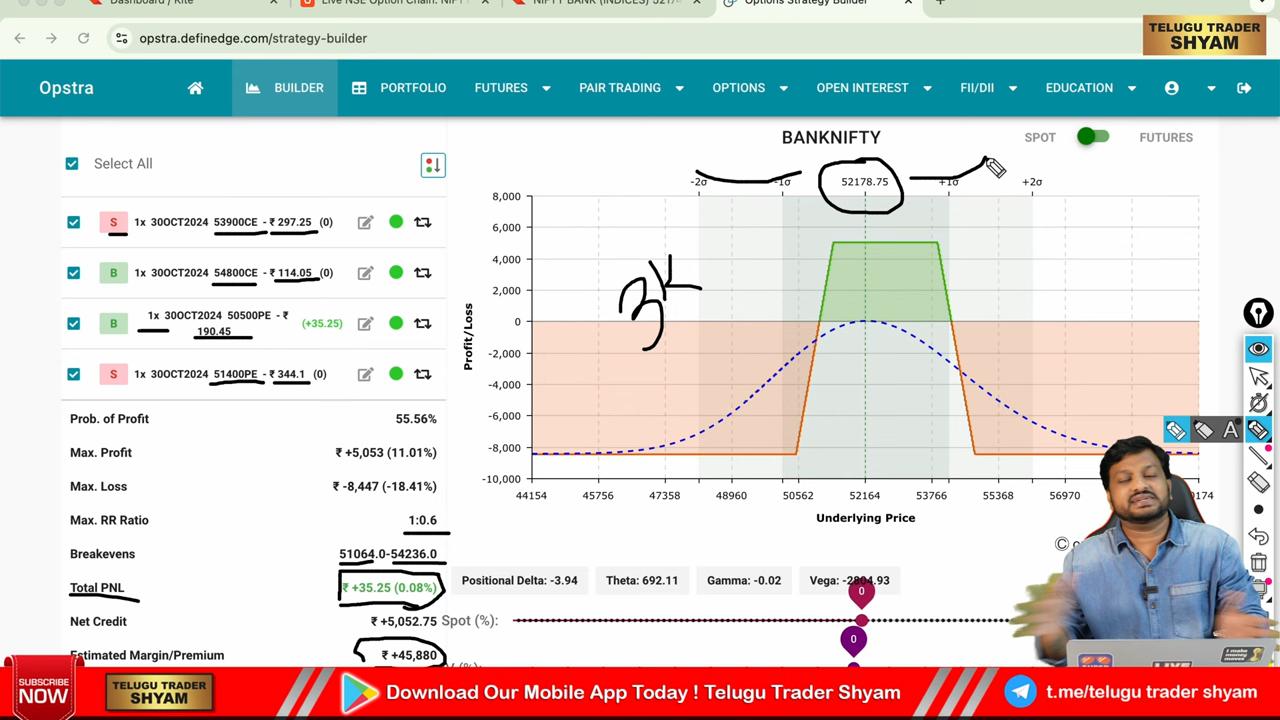 Dashboard / Kite
Live NSE Option Chain: NIFT
NIFTY BANK (INDICES) 5217
Options Strategy Builder
opstra.definedge.com/strategy-builder
TELUGU TRADER
SHYAM
Opstra
BUILDER
PORTFOLIO
FUTURES
PAIR TRADING
OPTIONS
OPEN INTEREST
FII/DII
EDUCATION
Select All
S 1x 30OCT2024 53900CE - ₹ 297.25 (0)
B 1x 30OCT2024 54800CE - ₹ 114.05 (0)
B 1x 30OCT2024 50500PE - ₹ 190.45 (+35.25)
S 1x 30OCT2024 51400PE - ₹ 344.1 (0)
Prob. of Profit 55.56%
Max. Profit ₹ +5,053 (11.01%)
Max. Loss ₹ -8,447 (-18.41%)
Max. RR Ratio 1:0.6
Breakevens 51064.0-54236.0
Total PNL ₹ +35.25 (0.08%)
Net Credit ₹ +5,052.75
Estimated Margin/Premium ₹ +45,880
BANKNIFTY
SPOT
FUTURES
-2σ -1σ 52178.75 +1σ +2σ
8,000
6,000
4,000
2,000
0
-2,000
-4,000
-6,000
-8,000
-10,000
Profit/Loss
3K
44154 45756 47358 48960 50562 52164 53766 55368 56970
Underlying Price
Positional Delta: -3.94
Theta: 692.11
Gamma: -0.02
Vega: -2804.93
Spot (%):
0
0
A
SUBSCRIBE
NOW
TELUGU TRADER
SHYAM
Download Our Mobile App Today ! Telugu Trader Shyam
t.me/telugu trader shyam